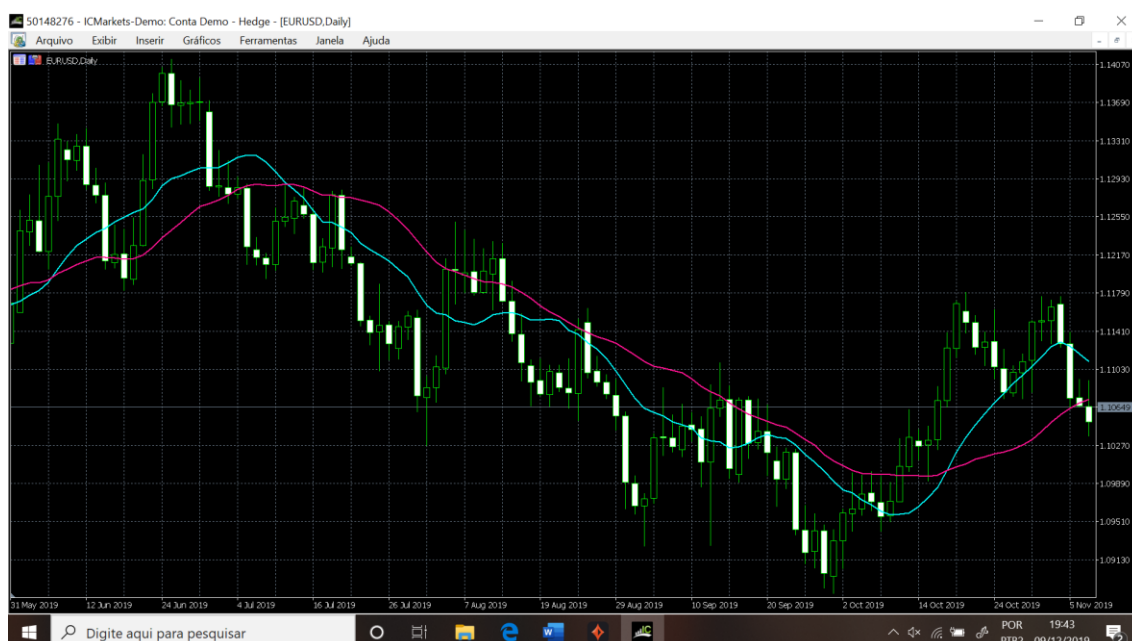 50148276 - ICMarkets-Demo: Conta Demo - Hedge - [EURUSD,Daily]
Arquivo Exibir Inserir Gráficos Ferramentas Janela Ajuda
EURUSD,Daily
1.14070
1.13690
1.13310
1.12930
1.12550
1.12170
1.11790
1.11410
1.11030
1.10649
1.10270
1.09890
1.09510
1.09130
31 May 2019 12 Jun 2019 24 Jun 2019 4 Jul 2019 16 Jul 2019 26 Jul 2019 7 Aug 2019 19 Aug 2019 29 Aug 2019 10 Sep 2019 20 Sep 2019 2 Oct 2019 14 Oct 2019 24 Oct 2019 5 Nov 2019
Digite aqui para pesquisar
POR 19:43
PTB2 09/12/2019